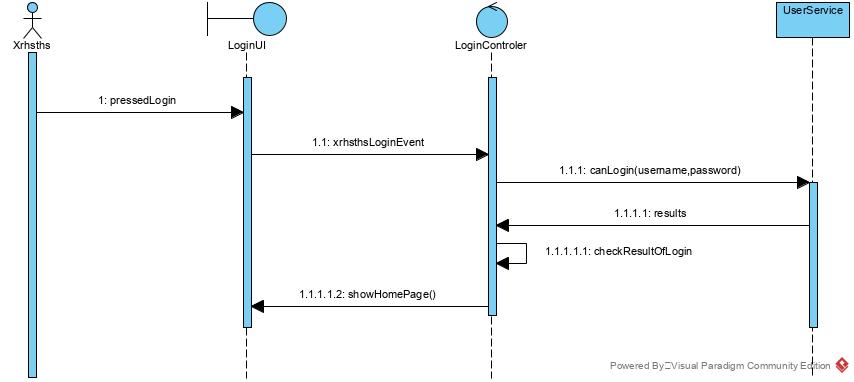 UserService
Xrhsths
LoginUI
LoginControler
1: pressedLogin
1.1: xrhsthsLoginEvent
1.1.1: canLogin(username,password)
1.1.1.1: results
1.1.1.1.1: checkResultOfLogin
1.1.1.1.2: showHomePage()
Powered By Visual Paradigm Community Edition